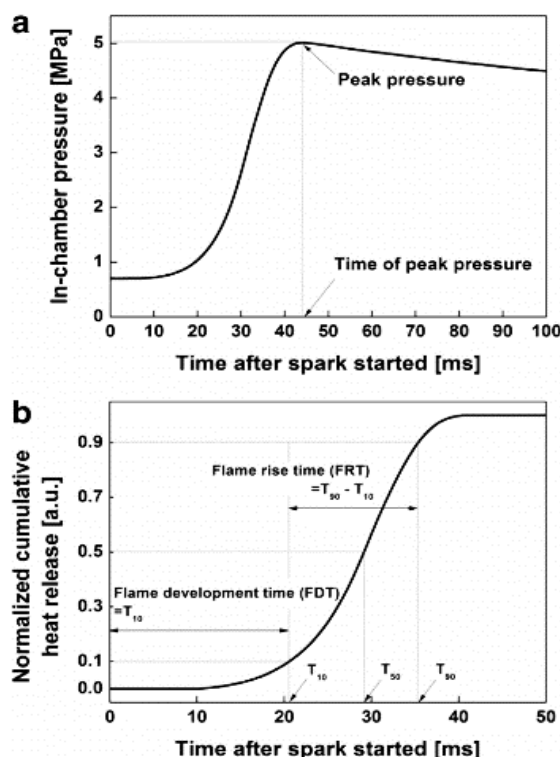 a
In-chamber pressure [MPa]
5
4
3
2
1
0
Peak pressure
Time of peak pressure
0 10 20 30 40 50 60 70 80 90 100
Time after spark started [ms]
b
Normalized cumulative
heat release [a.u.]
0.9
0.7
0.5
0.3
0.1
0.0
Flame rise time (FRT)
=T90 - T10
Flame development time (FDT)
=T10
T10 T50 T90
0 10 20 30 40 50
Time after spark started [ms]